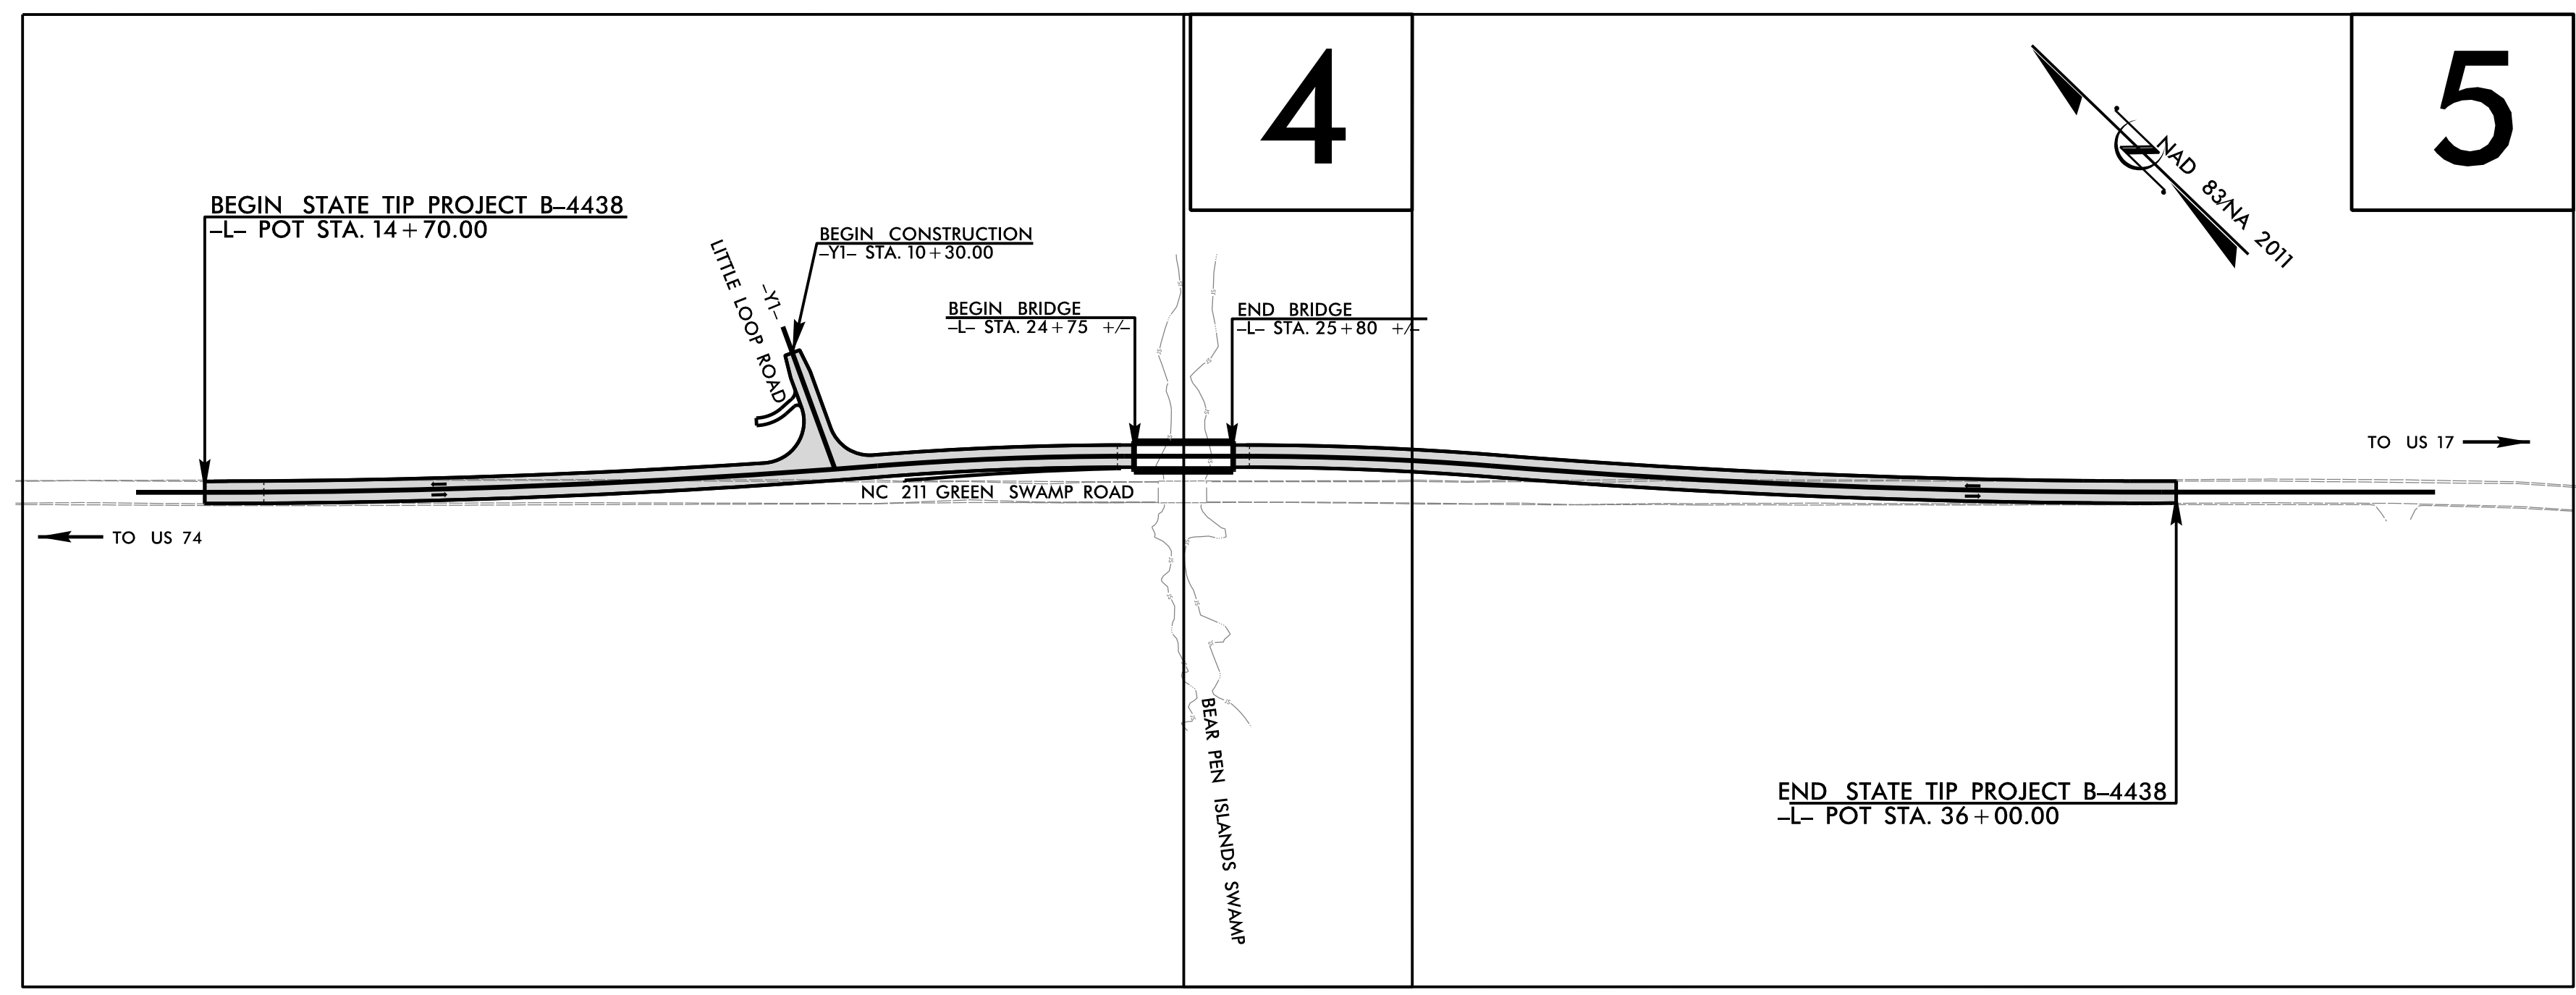 4
5
NAD 83/NA 2011
BEGIN STATE TIP PROJECT B–4438
–L– POT STA. 14+70.00
BEGIN CONSTRUCTION
–Y1– STA. 10+30.00
LITTLE LOOP ROAD
–Y1–
BEGIN BRIDGE
–L– STA. 24+75 +/–
END BRIDGE
–L– STA. 25+80 +/–
TO US 17
NC 211 GREEN SWAMP ROAD
TO US 74
BEAR PEN ISLANDS SWAMP
END STATE TIP PROJECT B–4438
–L– POT STA. 36+00.00